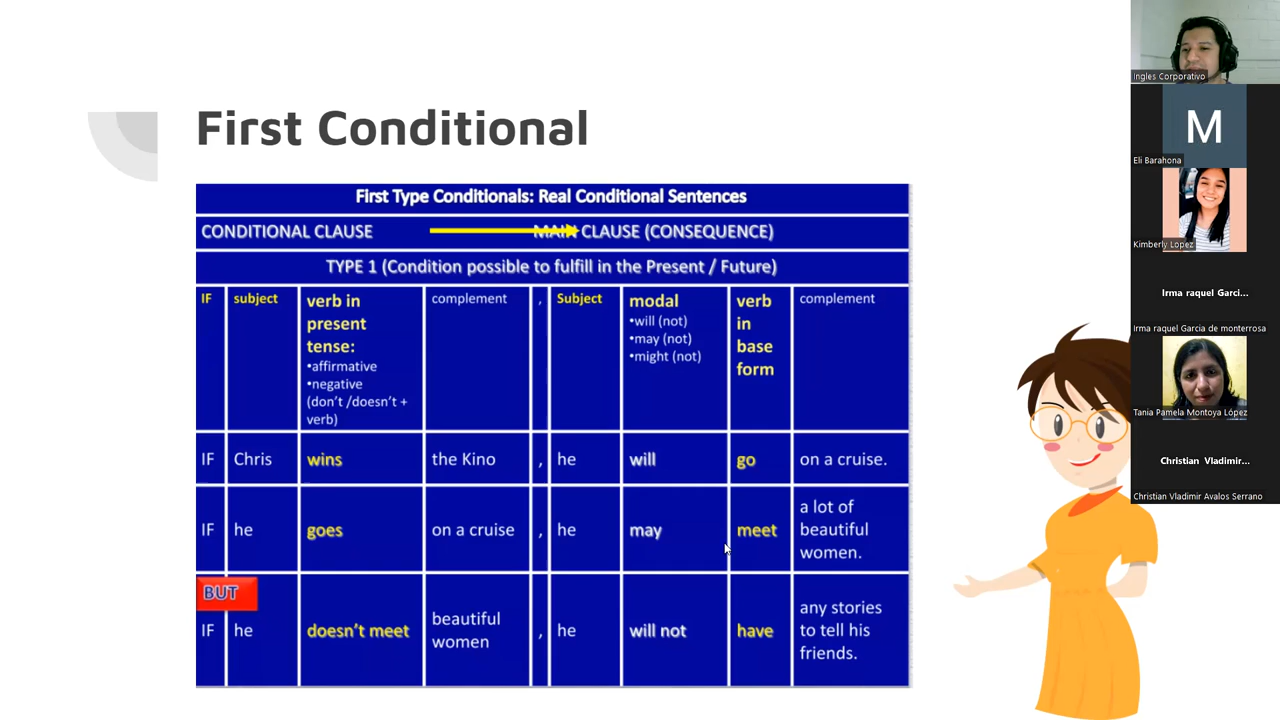 First Conditional
First Type Conditionals: Real Conditional Sentences
CONDITIONAL CLAUSE
MAIN CLAUSE (CONSEQUENCE)
TYPE 1 (Condition possible to fulfill in the Present / Future)
IF
subject
verb in
present
tense:
•affirmative
•negative
(don't /doesn't +
verb)
complement
,
Subject
modal
•will (not)
•may (not)
•might (not)
verb
in
base
form
complement
IF
Chris
wins
the Kino
,
he
will
go
on a cruise.
IF
he
goes
on a cruise
,
he
may
meet
a lot of
beautiful
women.
BUT
IF
he
doesn't meet
beautiful
women
,
he
will not
have
any stories
to tell his
friends.
Ingles Corporativo
M
Eli Barahona
Kimberly Lopez
Irma raquel Garci...
Irma raquel Garcia de monterrosa
Tania Pamela Montoya López
Christian Vladimir...
Christian Vladimir Avalos Serrano